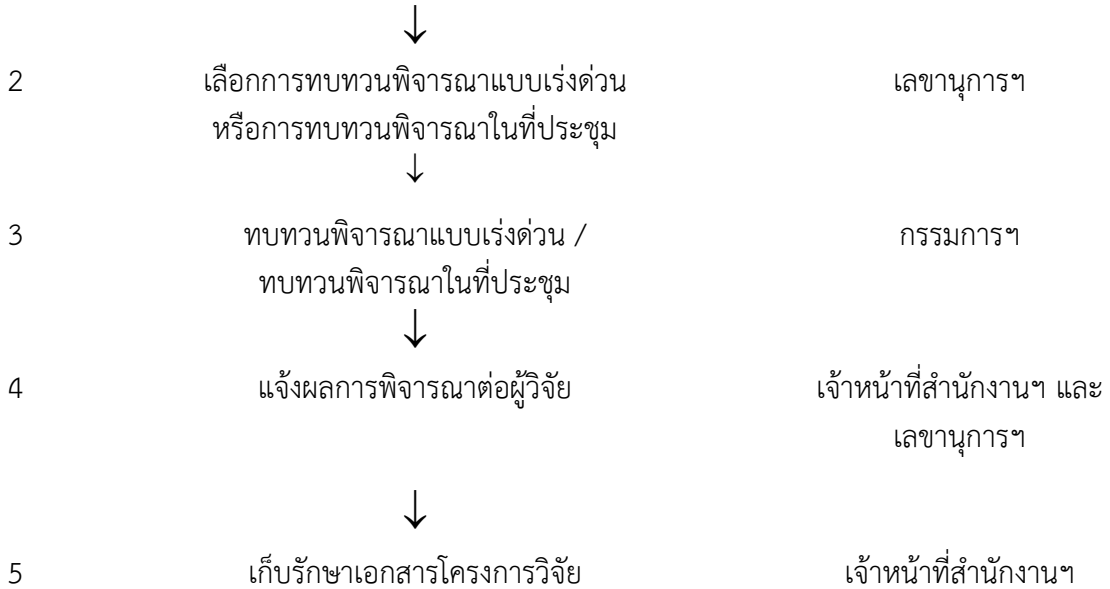 ↓
2 เลือกการทบทวนพิจารณาแบบเร่งด่วน เลขานุการฯ
หรือการทบทวนพิจารณาในที่ประชุม
↓
3 ทบทวนพิจารณาแบบเร่งด่วน / กรรมการฯ
ทบทวนพิจารณาในที่ประชุม
↓
4 แจ้งผลการพิจารณาต่อผู้วิจัย เจ้าหน้าที่สำนักงานฯ และ
เลขานุการฯ
↓
5 เก็บรักษาเอกสารโครงการวิจัย เจ้าหน้าที่สำนักงานฯ